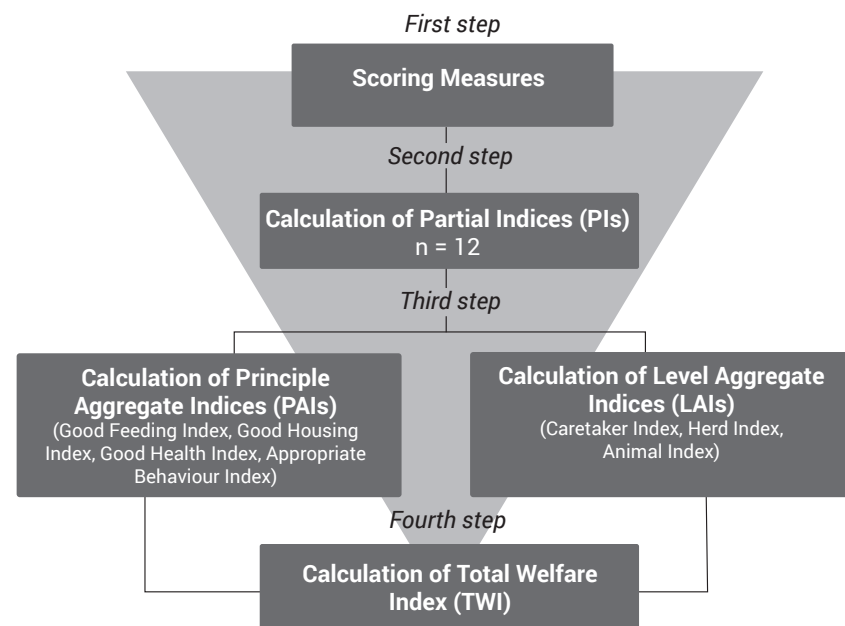 First step
Scoring Measures
Second step
Calculation of Partial Indices (PIs)
n = 12
Third step
Calculation of Principle
Aggregate Indices (PAIs)
(Good Feeding Index, Good Housing
Index, Good Health Index, Appropriate
Behaviour Index)
Calculation of Level Aggregate
Indices (LAIs)
(Caretaker Index, Herd Index,
Animal Index)
Fourth step
Calculation of Total Welfare
Index (TWI)